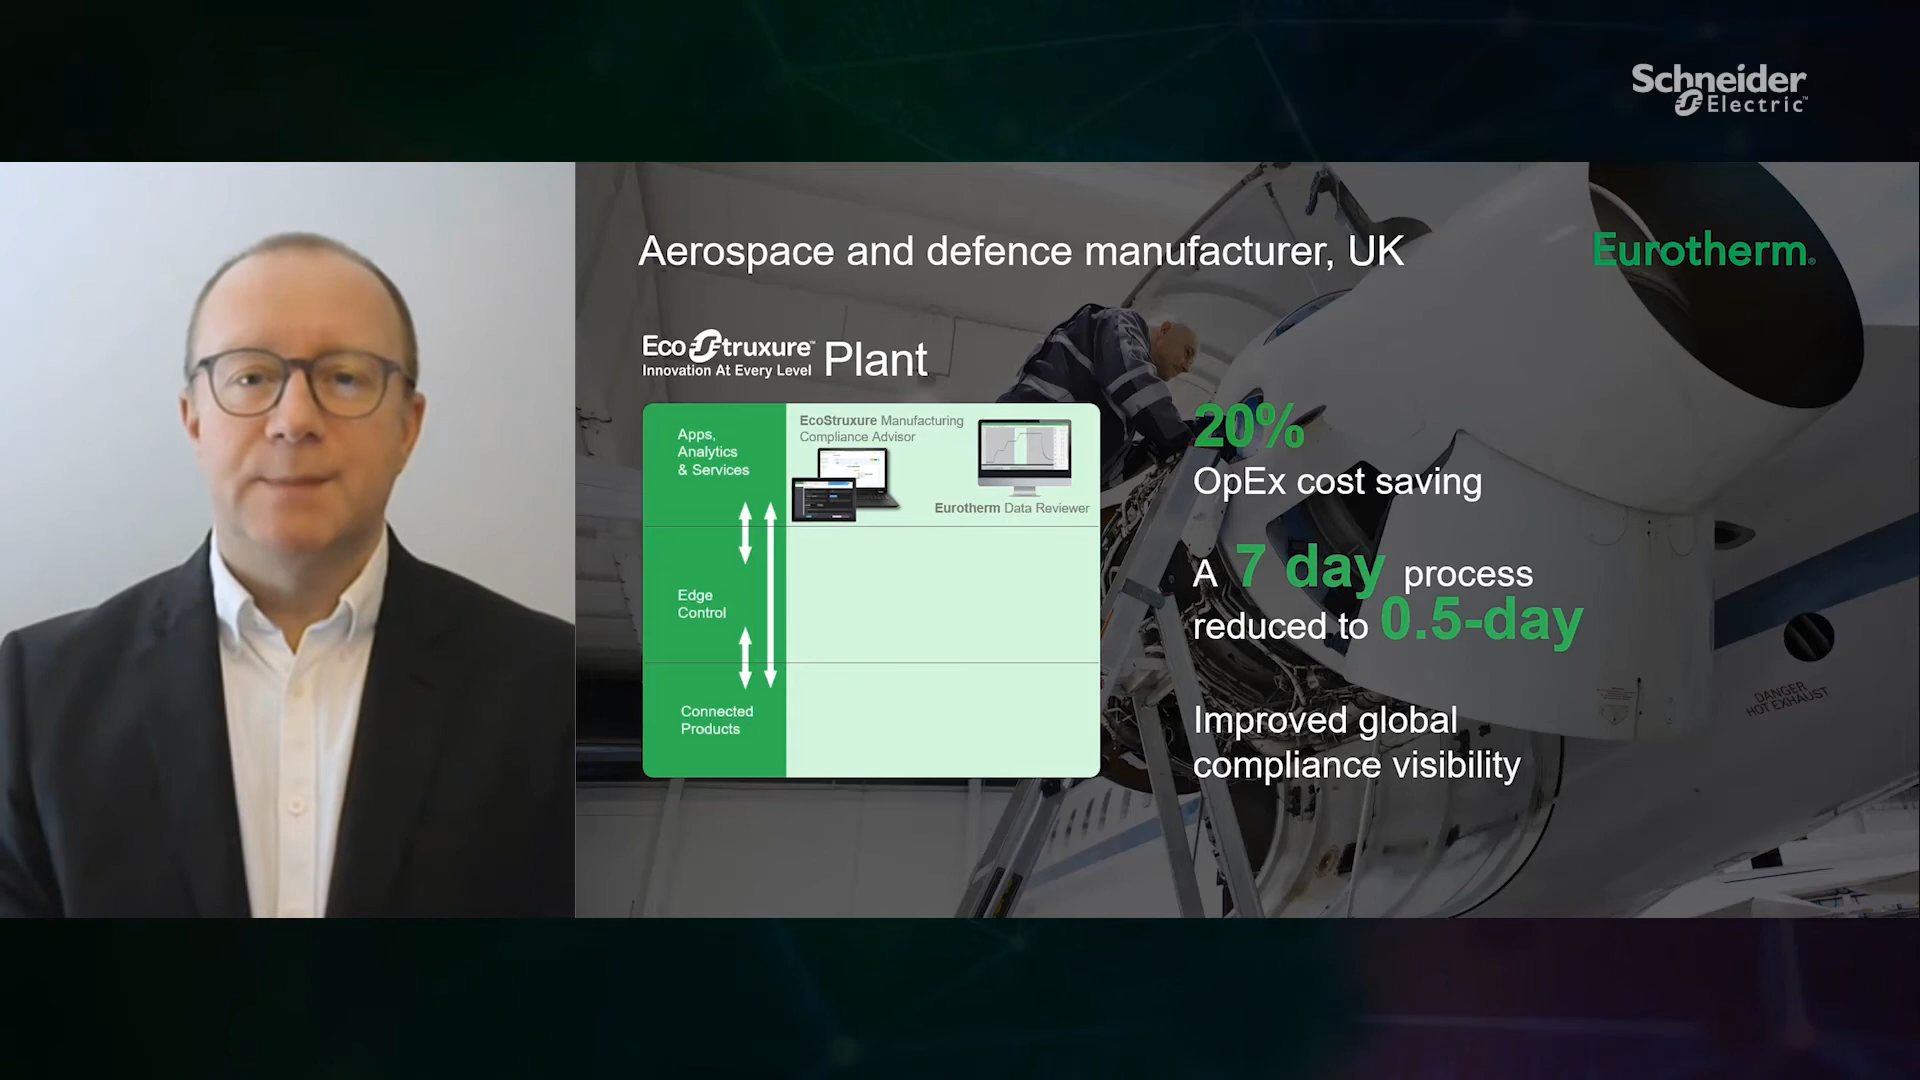 Schneider
Electric™
Aerospace and defence manufacturer, UK
Eurotherm®
EcoStruxure™ Plant
Innovation At Every Level
Apps,
Analytics
& Services
EcoStruxure Manufacturing
Compliance Advisor
Eurotherm Data Reviewer
Edge
Control
Connected
Products
20%
OpEx cost saving
A 7 day process
reduced to 0.5-day
Improved global
compliance visibility
DANGER
HOT EXHAUST